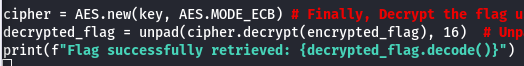 cipher = AES.new(key, AES.MODE_ECB) # Finally, Decrypt the flag u
decrypted_flag = unpad(cipher.decrypt(encrypted_flag), 16)  # Unp
print(f"Flag successfully retrieved: {decrypted_flag.decode()}")